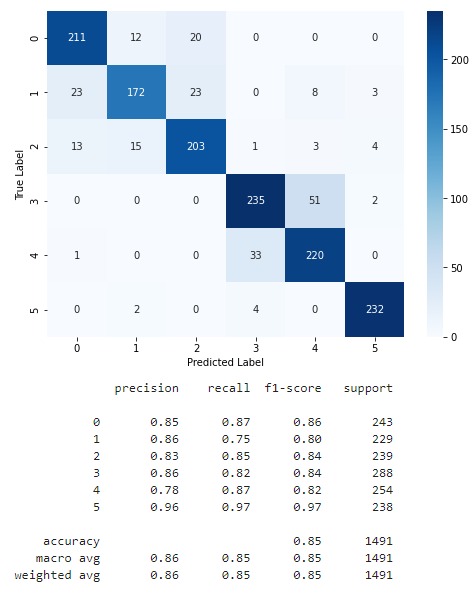 0 211 12 20 0 0 0
1 23 172 23 0 8 3
2 13 15 203 1 3 4
3 0 0 0 235 51 2
4 1 0 0 33 220 0
5 0 2 0 4 0 232
0 1 2 3 4 5
Predicted Label
True Label
200
150
100
50
0
precision recall f1-score support
0 0.85 0.87 0.86 243
1 0.86 0.75 0.80 229
2 0.83 0.85 0.84 239
3 0.86 0.82 0.84 288
4 0.78 0.87 0.82 254
5 0.96 0.97 0.97 238
accuracy 0.85 1491
macro avg 0.86 0.85 0.85 1491
weighted avg 0.86 0.85 0.85 1491